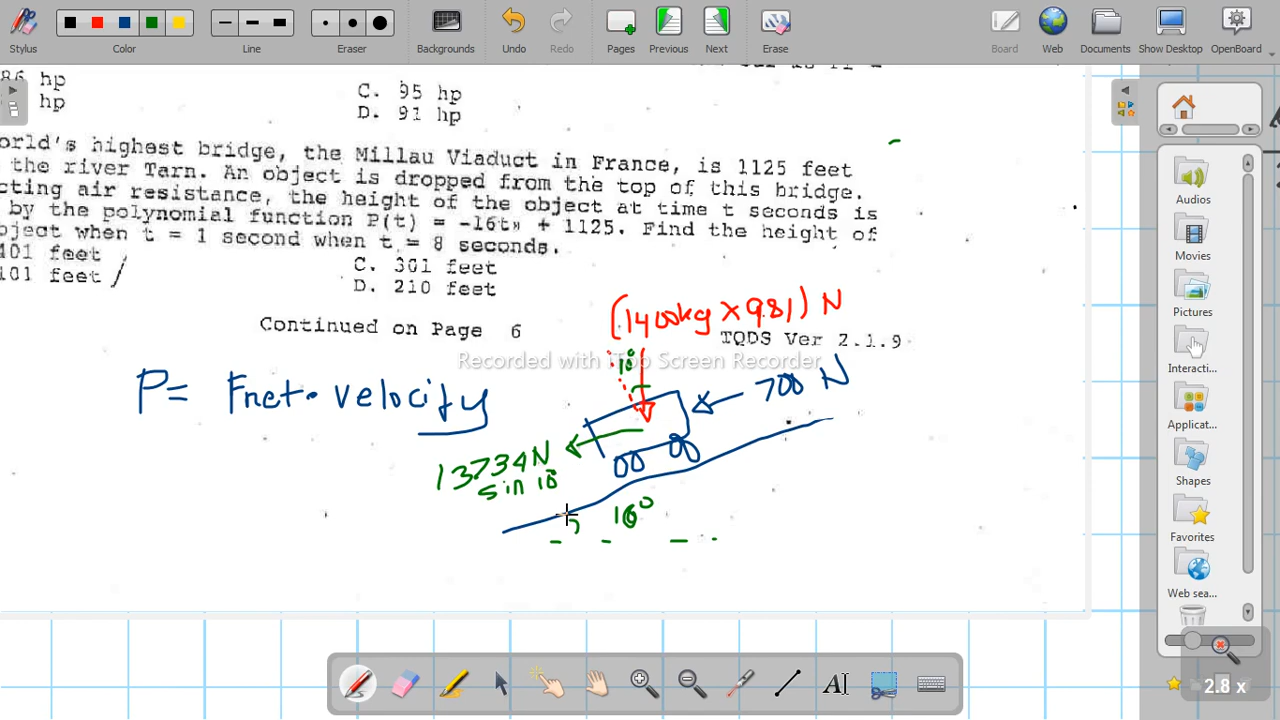 Stylus
Color
Line
Eraser
Backgrounds
Undo
Redo
Pages
Previous
Next
Erase
Board
Web
Documents
Show Desktop
OpenBoard
86 hp
hp
C. 95 hp
D. 91 hp
orld's highest bridge, the Millau Viaduct in France, is 1125 feet
the river Tarn. An object is dropped from the top of this bridge.
cting air resistance, the height of the object at time t seconds is
by the polynomial function P(t) = -16t» + 1125. Find the height of
bject when t = 1 second when t = 8 seconds.
401 feet
101 feet
C. 301 feet
D. 210 feet
Continued on Page 6
TQDS Ver 2.1.9
(1400kg x 9.81) N
Recorded with iTop Screen Recorder
10°
P= Fnet · velocity
700 N
13734N
sin 10°
10°
Audios
Movies
Pictures
Interacti...
Applicat...
Shapes
Favorites
Web sea...
2.8 x